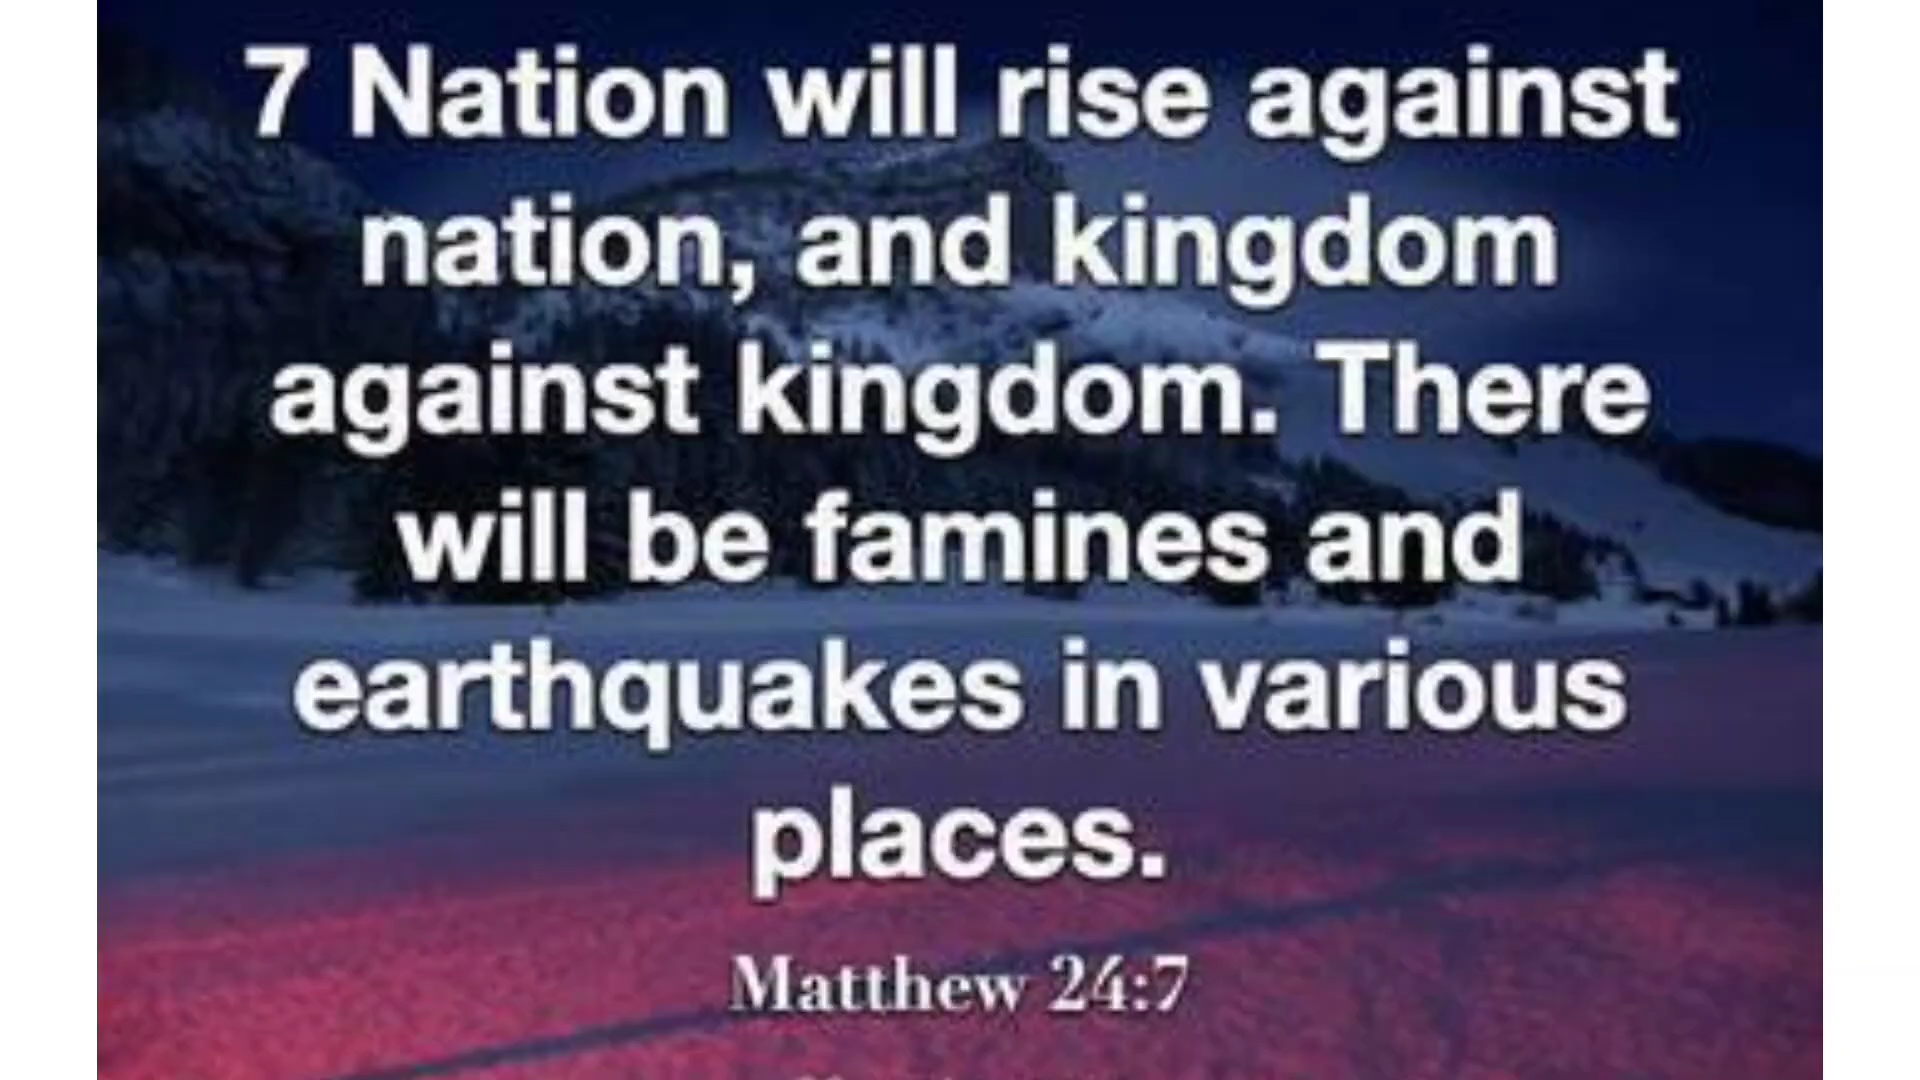 7 Nation will rise against
nation, and kingdom
against kingdom. There
will be famines and
earthquakes in various
places.
Matthew 24:7